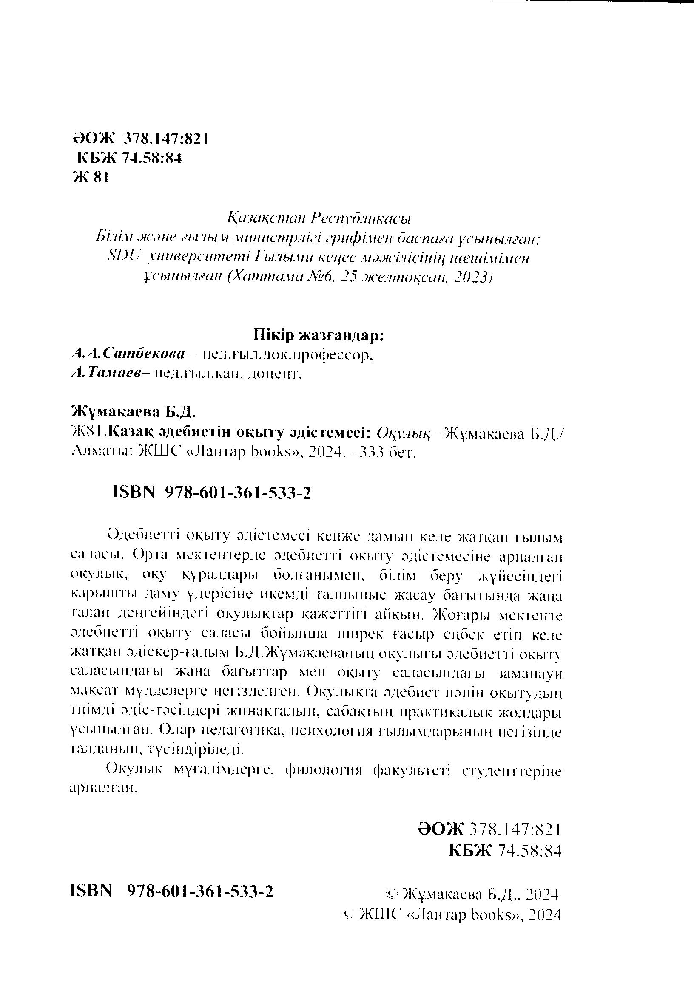 ӘОЖ 378.147:821
КБЖ 74.58:84
Ж 81
Қазақстан Республикасы
Білім және ғылым министрлігі грифімен баспаға ұсынылған;
SDU университеті Ғылыми кеңес мәжілісінің шешімімен
ұсынылған (Хаттама №6, 25 желтоқсан, 2023)
Пікір жазғандар:
А.А.Сатбекова – пед.ғыл.док.профессор,
А.Тамаев– пед.ғыл.кан. доцент.
Жұмақаева Б.Д.
Ж81.Қазақ әдебиетін оқыту әдістемесі: Оқулық –Жұмақаева Б.Д./
Алматы: ЖШС «Лантар books», 2024. –333 бет.
ISBN 978-601-361-533-2
Әдебиетті оқыту әдістемесі кенже дамып келе жатқан ғылым
саласы. Орта мектептерде әдебиетті оқыту әдістемесіне арналған
оқулық, оқу құралдары болғанымен, білім беру жүйесіндегі
қарышты даму үдерісіне икемді талпыныс жасау бағытында жаңа
талап деңгейіндегі оқулықтар қажеттігі айқын. Жоғары мектепте
әдебиетті оқыту саласы бойынша ширек ғасыр еңбек етіп келе
жатқан әдіскер-ғалым Б.Д.Жұмақаеваның оқулығы әдебиетті оқыту
саласындағы жаңа бағыттар мен оқыту саласындағы заманауи
мақсат-мүдделерге негізделген. Оқулықта әдебиет пәнін оқытудың
тиімді әдіс-тәсілдері жинақталып, сабақтың практикалық жолдары
ұсынылған. Олар педагогика, психология ғылымдарының негізінде
талданып, түсіндіріледі.
Оқулық мұғалімдерге, филология факультеті студенттеріне
арналған.
ӘОЖ 378.147:821
КБЖ 74.58:84
ISBN 978-601-361-533-2
© Жұмақаева Б.Д., 2024
© ЖШС «Лантар books», 2024